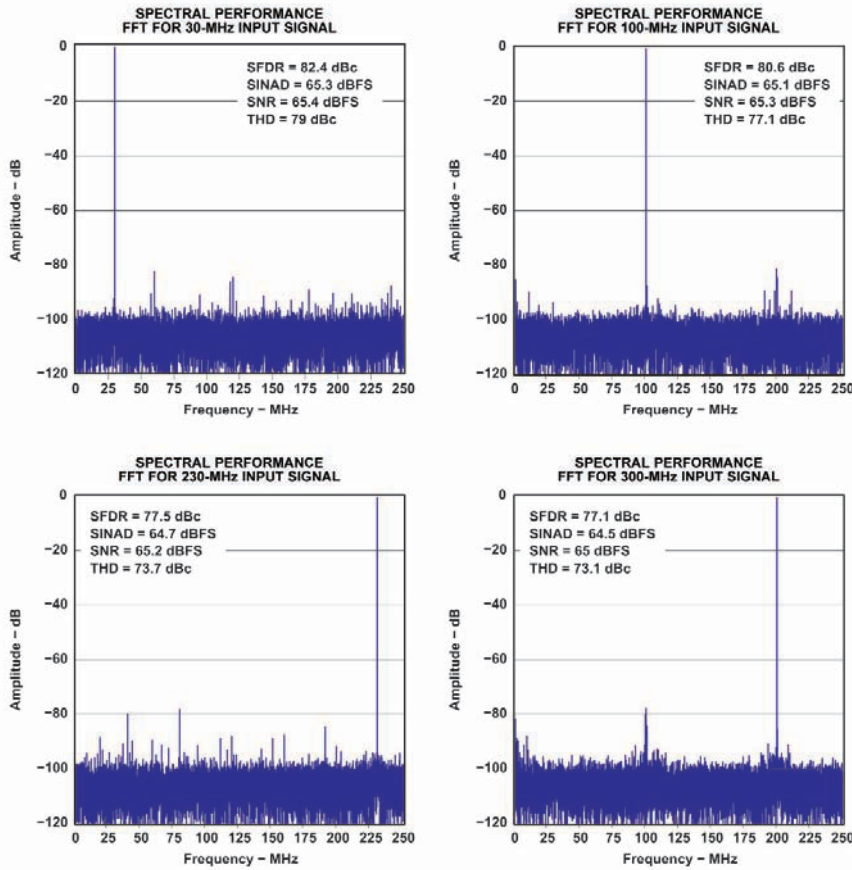 SPECTRAL PERFORMANCE
FFT FOR 30-MHz INPUT SIGNAL
SFDR = 82.4 dBc
SINAD = 65.3 dBFS
SNR = 65.4 dBFS
THD = 79 dBc
Amplitude – dB
0
−20
−40
−60
−80
−100
−120
0 25 50 75 100 125 150 175 200 225 250
Frequency – MHz
SPECTRAL PERFORMANCE
FFT FOR 100-MHz INPUT SIGNAL
SFDR = 80.6 dBc
SINAD = 65.1 dBFS
SNR = 65.3 dBFS
THD = 77.1 dBc
Amplitude – dB
0
−20
−40
−60
−80
−100
−120
0 25 50 75 100 125 150 175 200 225 250
Frequency – MHz
SPECTRAL PERFORMANCE
FFT FOR 230-MHz INPUT SIGNAL
SFDR = 77.5 dBc
SINAD = 64.7 dBFS
SNR = 65.2 dBFS
THD = 73.7 dBc
Amplitude – dB
0
−20
−40
−60
−80
−100
−120
0 25 50 75 100 125 150 175 200 225 250
Frequency – MHz
SPECTRAL PERFORMANCE
FFT FOR 300-MHz INPUT SIGNAL
SFDR = 77.1 dBc
SINAD = 64.5 dBFS
SNR = 65 dBFS
THD = 73.1 dBc
Amplitude – dB
0
−20
−40
−60
−80
−100
−120
0 25 50 75 100 125 150 175 200 225 250
Frequency – MHz